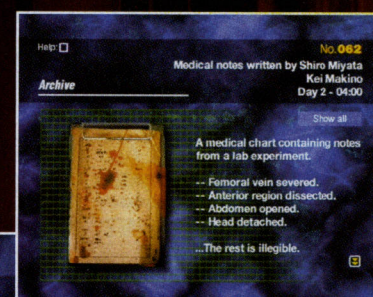 Help:
No.062
Medical notes written by Shiro Miyata
Kei Makino
Day 2 - 04:00
Archive
Show all
A medical chart containing notes
from a lab experiment.
-- Femoral vein severed.
-- Anterior region dissected.
-- Abdomen opened.
-- Head detached.
...The rest is illegible.